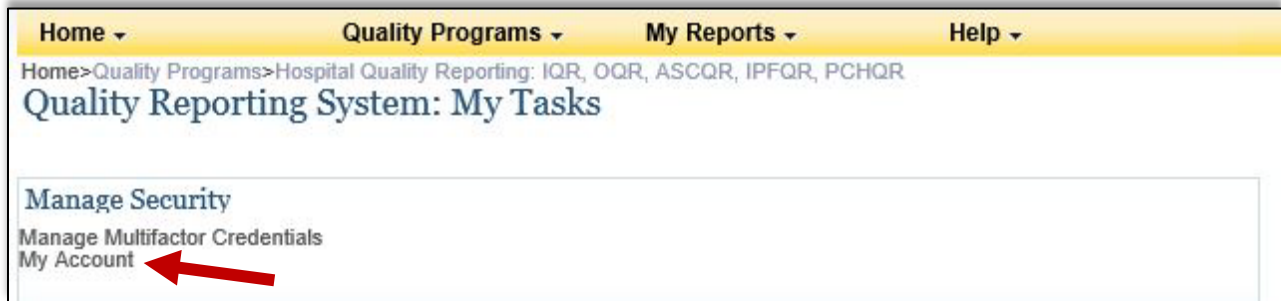 Home Quality Programs My Reports Help
Home>Quality Programs>Hospital Quality Reporting: IQR, OQR, ASCQR, IPFQR, PCHQR
Quality Reporting System: My Tasks
Manage Security
Manage Multifactor Credentials
My Account